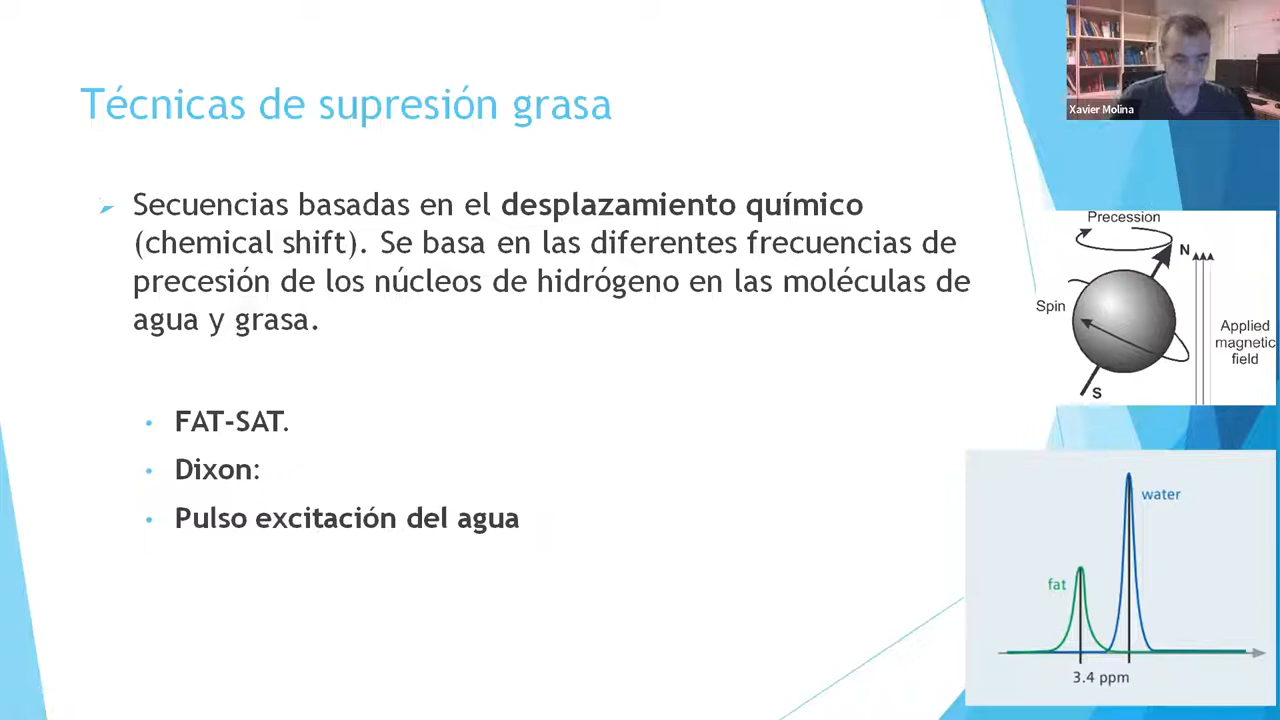 Técnicas de supresión grasa
Secuencias basadas en el desplazamiento químico
(chemical shift). Se basa en las diferentes frecuencias de
precesión de los núcleos de hidrógeno en las moléculas de
agua y grasa.
FAT-SAT.
Dixon:
Pulso excitación del agua
Xavier Molina
Precession
N
Spin
Applied
magnetic
field
S
water
fat
3.4 ppm